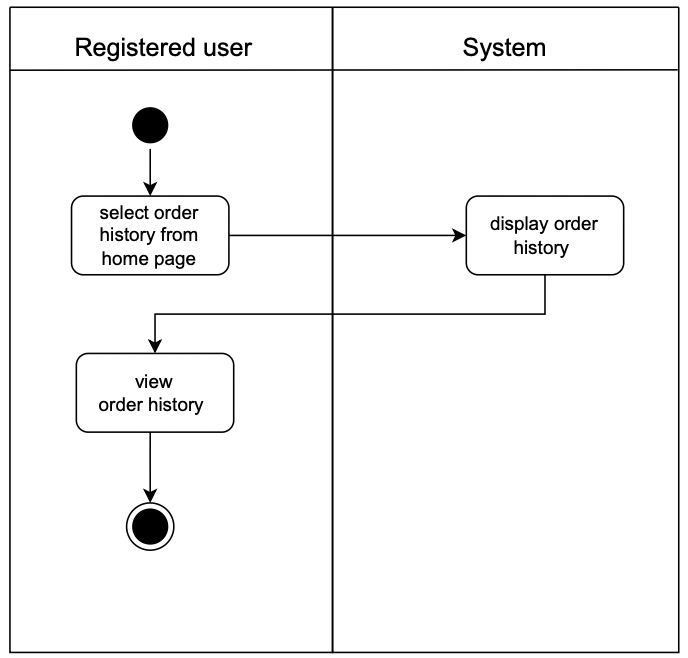 Registered user
System
select order
history from
home page
display order
history
view
order history